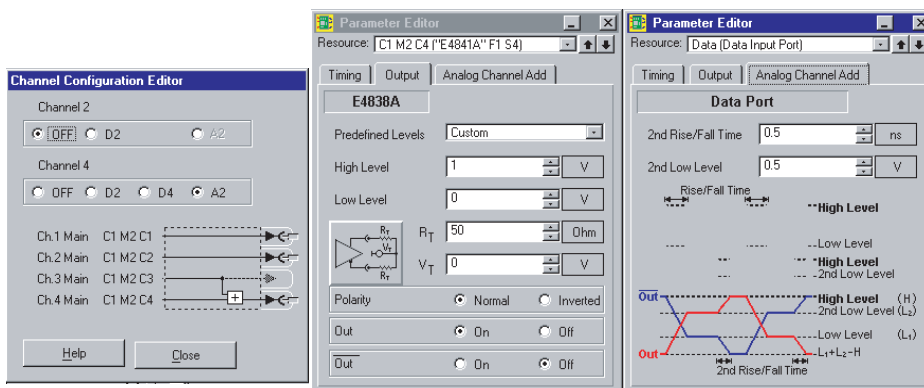 Channel Configuration Editor
Channel 2
OFF D2 A2
Channel 4
OFF D2 D4 A2
Ch.1 Main C1 M2 C1
Ch.2 Main C1 M2 C2
Ch.3 Main C1 M2 C3
Ch.4 Main C1 M2 C4
+
Help Close
Parameter Editor
Resource: C1 M2 C4 ("E4841A" F1 S4)
Timing Output Analog Channel Add
E4838A
Predefined Levels Custom
High Level 1 V
Low Level 0 V
RT
VT
RT
RT 50 Ohm
VT 0 V
Polarity Normal Inverted
Out On Off
Out On Off
Parameter Editor
Resource: Data (Data Input Port)
Timing Output Analog Channel Add
Data Port
2nd Rise/Fall Time 0.5 ns
2nd Low Level 0.5 V
Rise/Fall Time
High Level
Low Level
High Level
2nd Low Level
Out High Level (H)
2nd Low Level (L₂)
Low Level (L₁)
Out L₁+L₂-H
2nd Rise/Fall Time